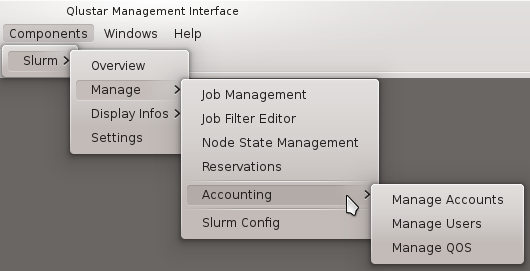 Qlustar Management Interface
Components Windows Help
Slurm
Overview
Manage
Display Infos
Settings
Job Management
Job Filter Editor
Node State Management
Reservations
Accounting
Slurm Config
Manage Accounts
Manage Users
Manage QOS